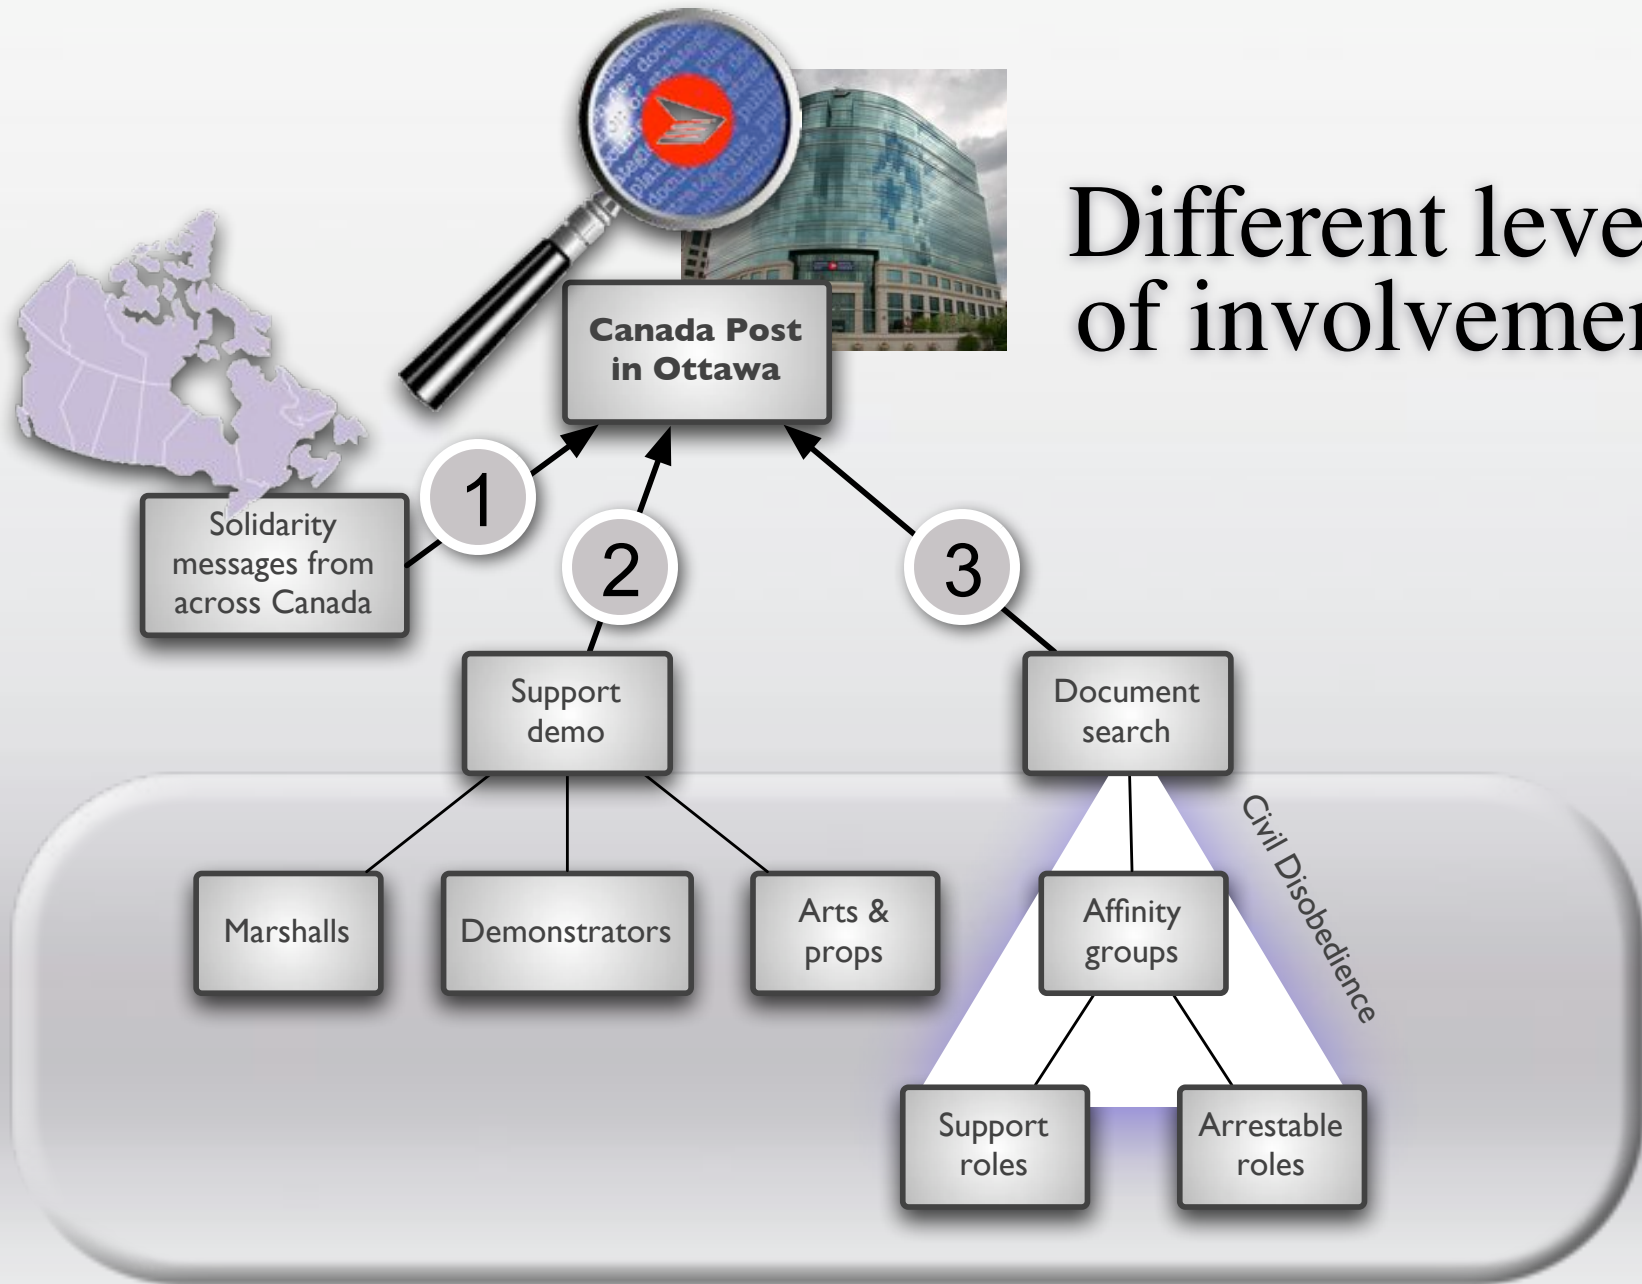 Different leve
of involveme
Canada Post
in Ottawa
1
2
3
Solidarity
messages from
across Canada
Support
demo
Document
search
Civil Disobedience
Marshalls
Demonstrators
Arts &
props
Affinity
groups
Support
roles
Arrestable
roles